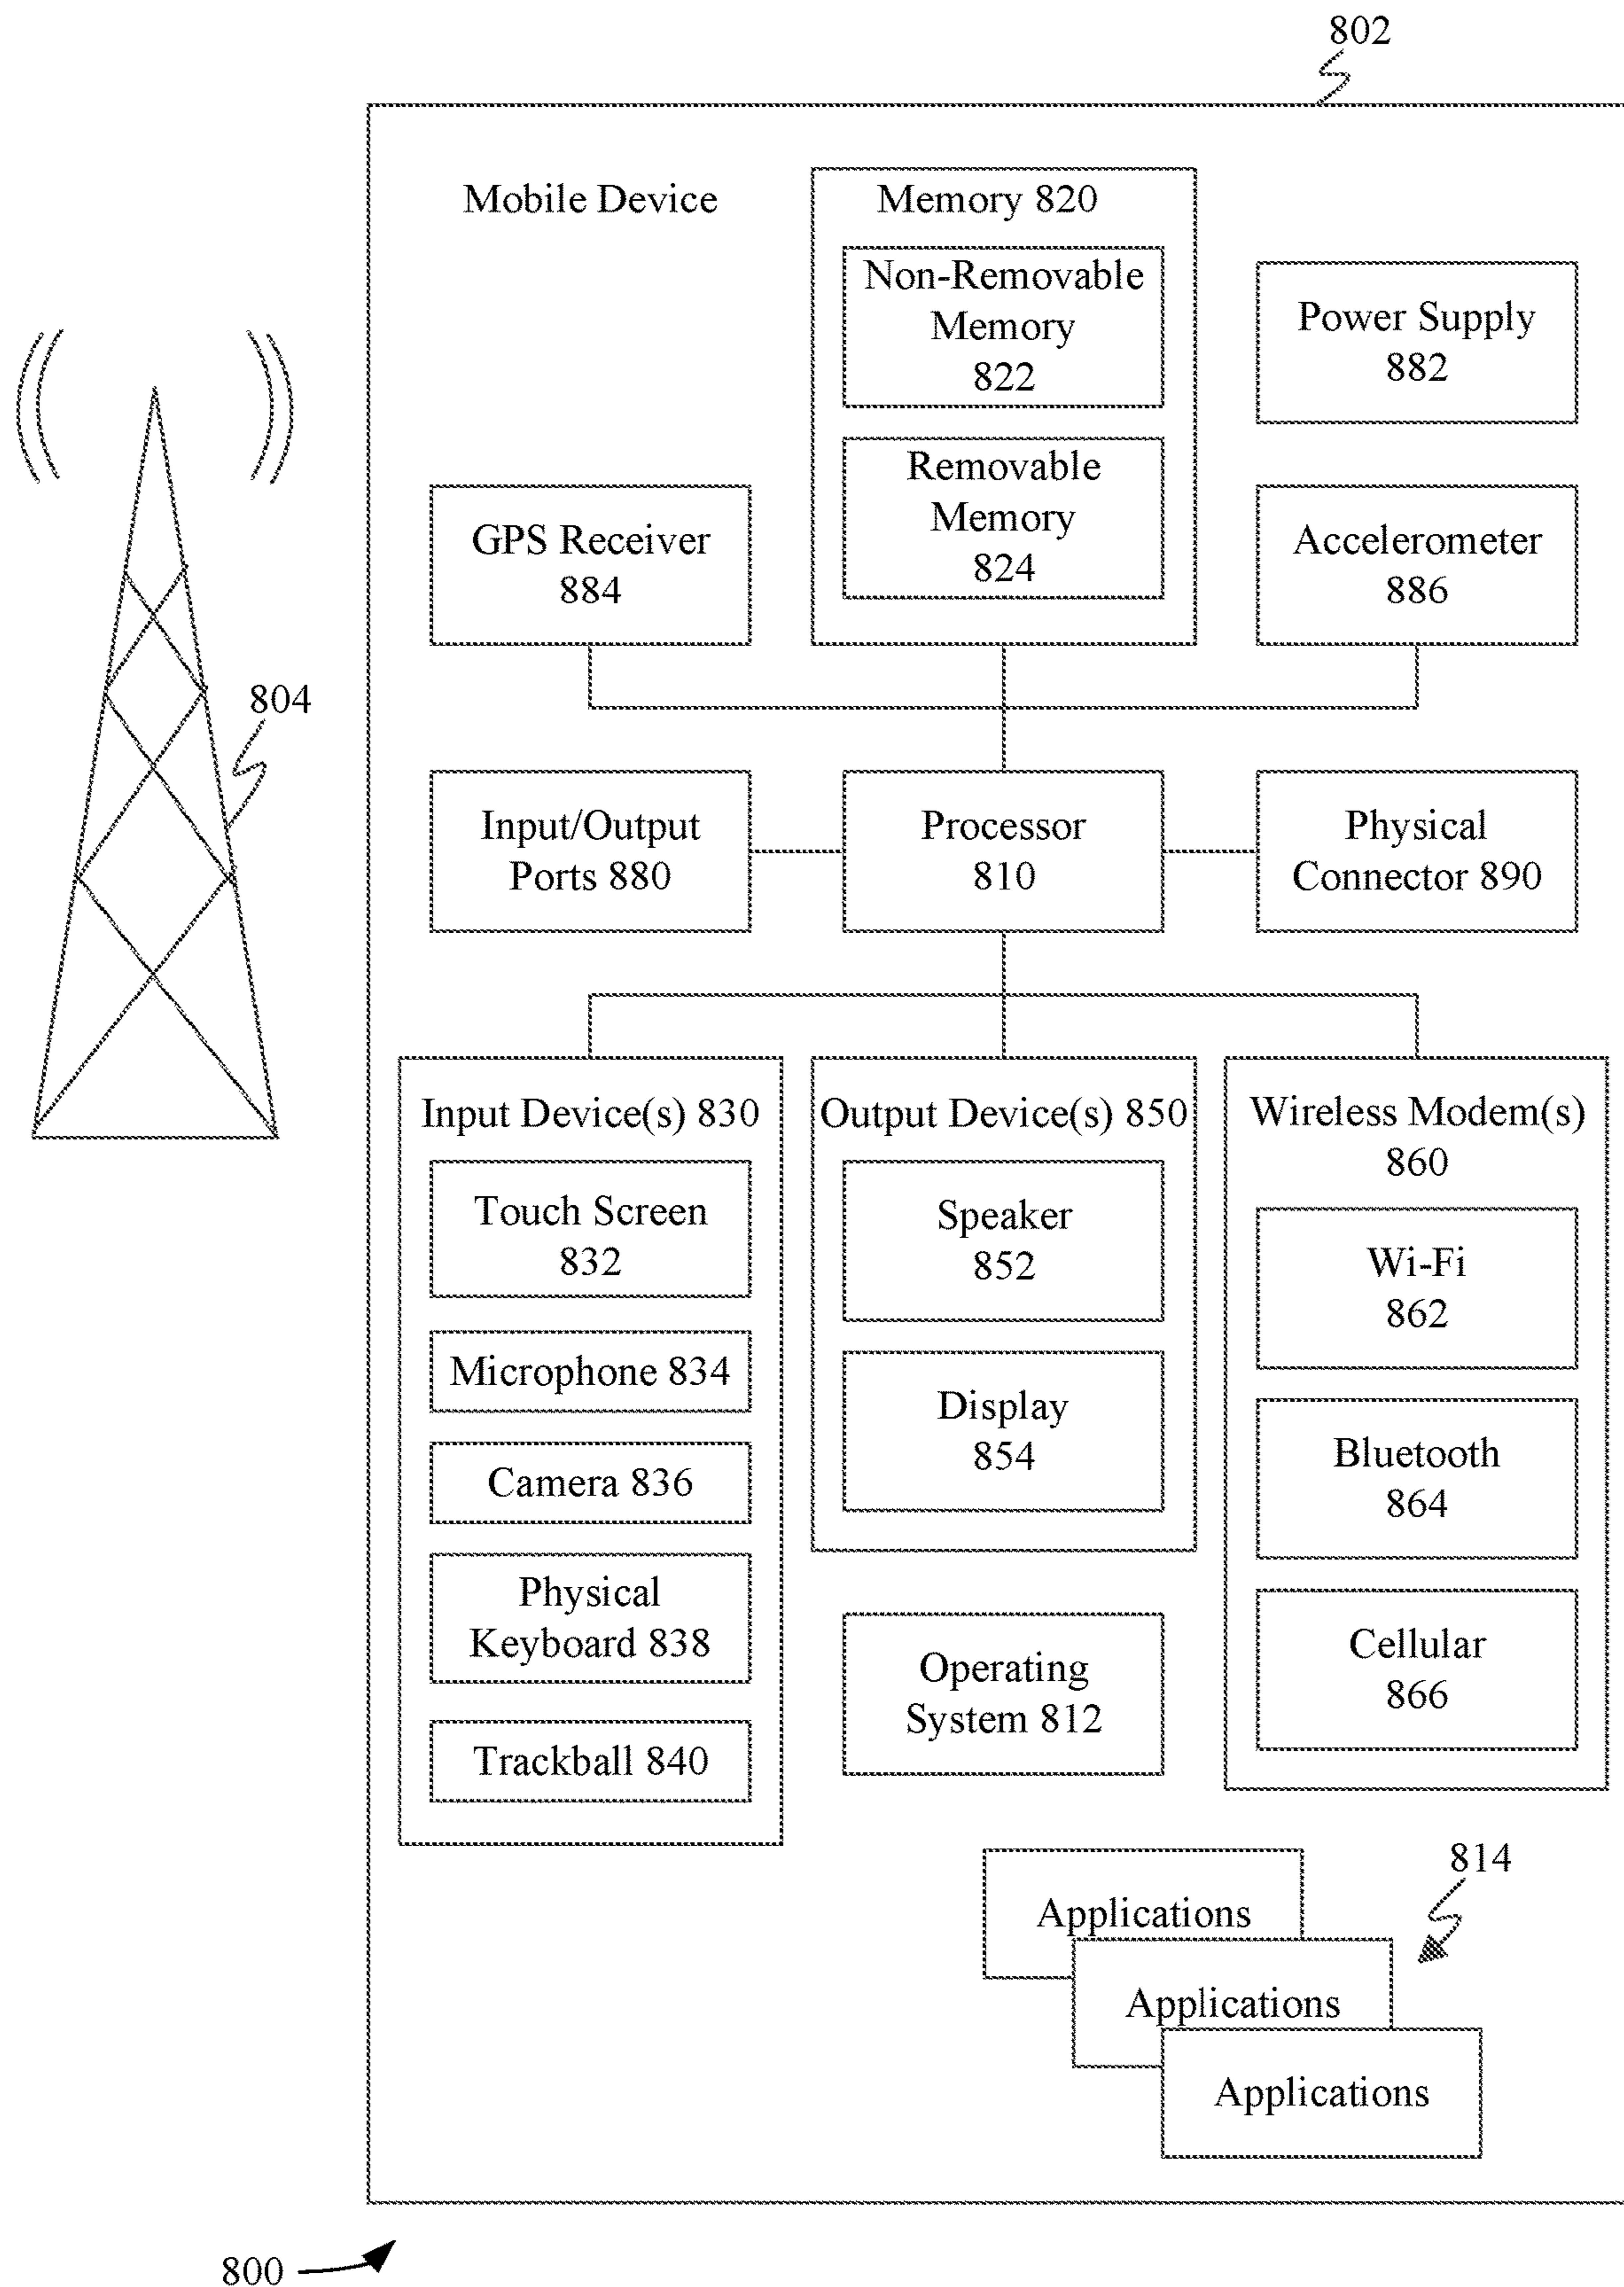 802
Mobile Device
Memory 820
Non-Removable
Memory
822
Removable
Memory
824
Power Supply
882
GPS Receiver
884
Accelerometer
886
804
Input/Output
Ports 880
Processor
810
Physical
Connector 890
Input Device(s) 830
Touch Screen
832
Microphone 834
Camera 836
Physical
Keyboard 838
Trackball 840
Output Device(s) 850
Speaker
852
Display
854
Operating
System 812
Wireless Modem(s)
860
Wi-Fi
862
Bluetooth
864
Cellular
866
814
Applications
Applications
Applications
800